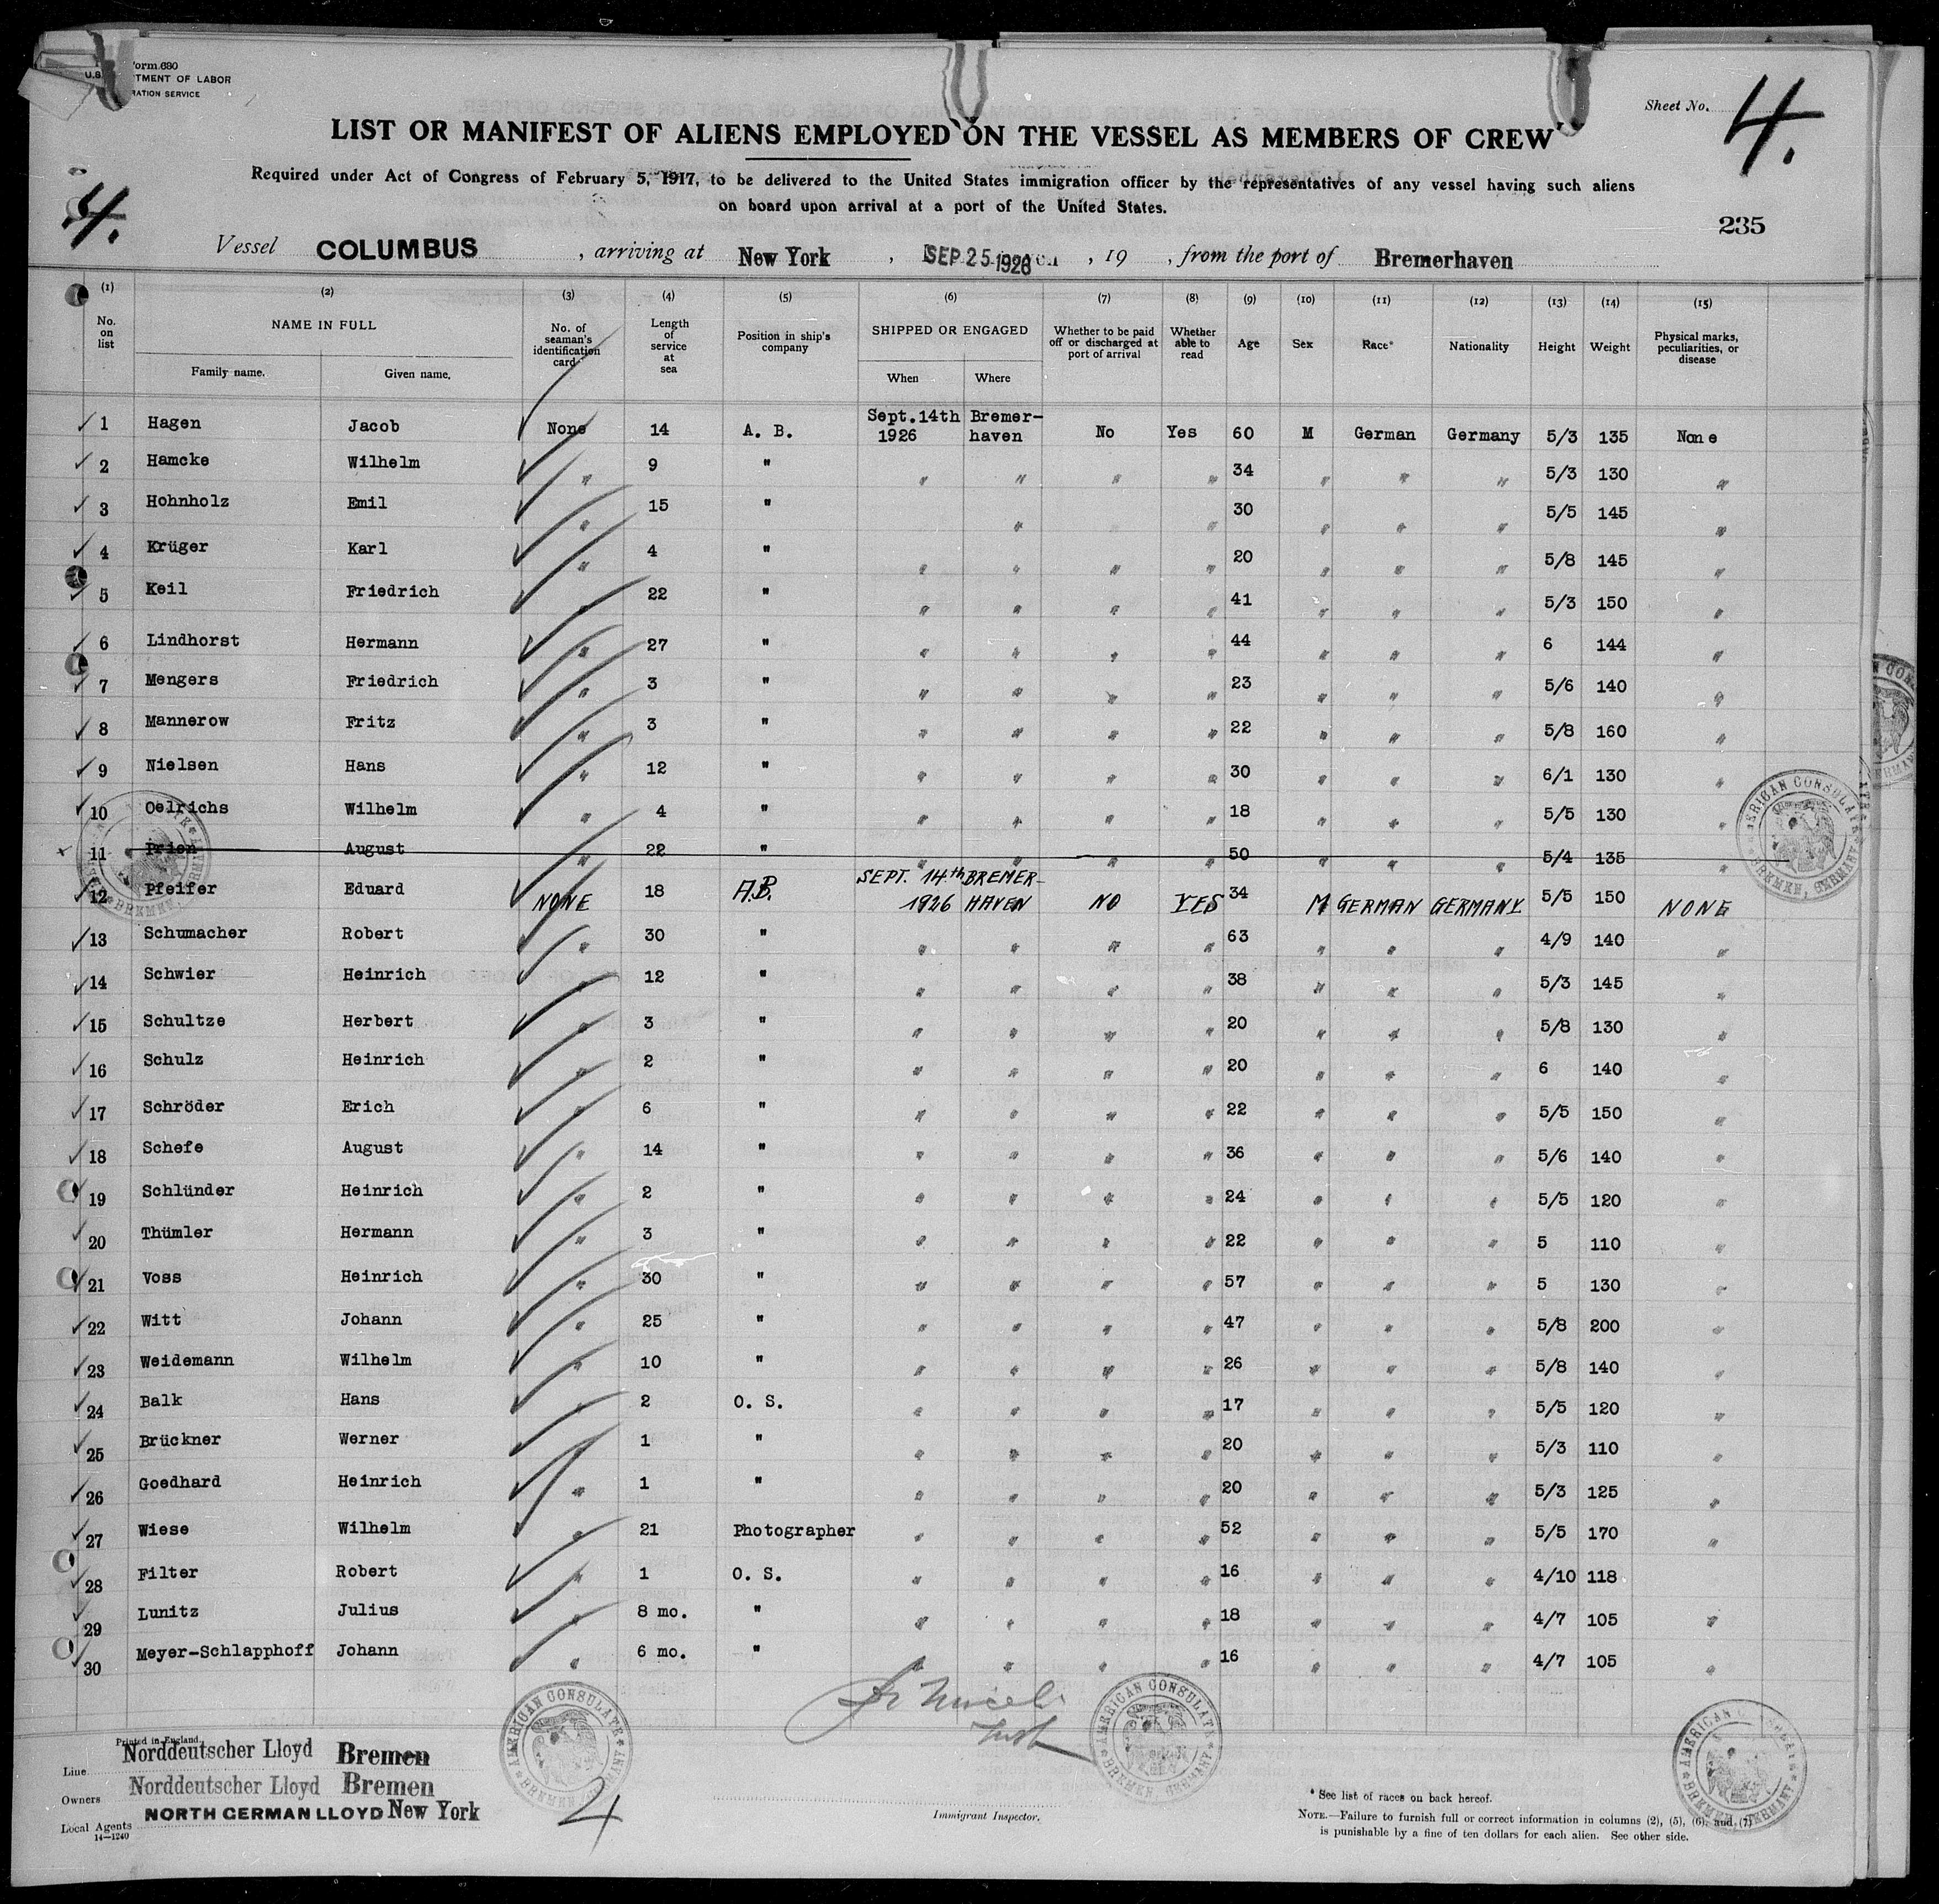 Form 680
U.S. DEPARTMENT OF LABOR
IMMIGRATION SERVICE
Sheet No. 4.
4.
LIST OR MANIFEST OF ALIENS EMPLOYED ON THE VESSEL AS MEMBERS OF CREW
Required under Act of Congress of February 5, 1917, to be delivered to the United States immigration officer by the representatives of any vessel having such aliens
on board upon arrival at a port of the United States.
235
Vessel COLUMBUS , arriving at New York , SEP 25 1926 , 19 , from the port of Bremerhaven
(1) (2) (3) (4) (5) (6) (7) (8) (9) (10) (11) (12) (13) (14) (15)
No. on list NAME IN FULL Family name. Given name. No. of seaman's identification card Length of service at sea Position in ship's company SHIPPED OR ENGAGED When Where Whether to be paid off or discharged at port of arrival Whether able to read Age Sex Race* Nationality Height Weight Physical marks, peculiarities, or disease
1 Hagen Jacob None 14 A. B. Sept. 14th 1926 Bremer-haven No Yes 60 M German Germany 5/3 135 None
2 Hamcke Wilhelm " 9 " " " " " 34 " " " 5/3 130 "
3 Hohnholz Emil " 15 " " " 30 " " " 5/5 145 "
4 Krüger Karl " 4 " " " " " 20 " " " 5/8 145 "
5 Keil Friedrich " 22 " " " " " 41 " " " 5/3 150 "
6 Lindhorst Hermann " 27 " " " " " 44 " " " 6 144 "
7 Mengers Friedrich " 3 " " " " " 23 " " " 5/6 140 "
8 Mannerow Fritz " 3 " " " " " 22 " " " 5/8 160 "
9 Nielsen Hans " 12 " " " " " 30 " " " 6/1 130 "
10 Oelrichs Wilhelm " 4 " " " " " 18 " " " 5/5 130 "
11 Prien August " 22 " " " " " 50 " " " 5/4 135 "
12 Pfeifer Eduard NONE 18 A.B. SEPT. 14th 1926 BREMER-HAVEN NO YES 34 M GERMAN GERMANY 5/5 150 NONE
13 Schumacher Robert " 30 " " " " " 63 " " " 4/9 140 "
14 Schwier Heinrich " 12 " " " " " 38 " " " 5/3 145 "
15 Schultze Herbert " 3 " " " " " 20 " " " 5/8 130 "
16 Schulz Heinrich " 2 " " " " " 20 " " " 6 140 "
17 Schröder Erich " 6 " " " " " 22 " " " 5/5 150 "
18 Schefe August " 14 " " " " " 36 " " " 5/6 140 "
19 Schlünder Heinrich " 2 " " " " " 24 " " " 5/5 120 "
20 Thümler Hermann " 3 " " " " " 22 " " " 5 110 "
21 Voss Heinrich " 30 " " " " " 57 " " " 5 130 "
22 Witt Johann " 25 " " " " " 47 " " " 5/8 200 "
23 Weidemann Wilhelm " 10 " " " " " 26 " " " 5/8 140 "
24 Balk Hans " 2 O. S. " " " " 17 " " " 5/5 120 "
25 Brückner Werner " 1 " " " " " 20 " " " 5/3 110 "
26 Goedhard Heinrich " 1 " " " " " 20 " " " 5/3 125 "
27 Wiese Wilhelm " 21 Photographer " " " " 52 " " " 5/5 170 "
28 Filter Robert " 1 O. S. " " " " 16 " " " 4/10 118
29 Lunitz Julius " 8 mo. " " " " " 18 " " " 4/7 105 "
30 Meyer-Schlapphoff Johann " 6 mo. " " " " " 16 " " " 4/7 105 "
AMERICAN CONSULATE BREMEN, GERMANY
AMERICAN CONSULATE BREMEN, GERMANY
AMERICAN CONSULATE BREMEN, GERMANY
AMERICAN CONSULATE BREMEN, GERMANY
Printed in England
Line Norddeutscher Lloyd Bremen
Owners Norddeutscher Lloyd Bremen
Local Agents NORTH GERMAN LLOYD New York
14—1240
4
Immigrant Inspector.
* See list of races on back hereof.
NOTE.—Failure to furnish full or correct information in columns (2), (5), (6), and (7)
is punishable by a fine of ten dollars for each alien. See other side.